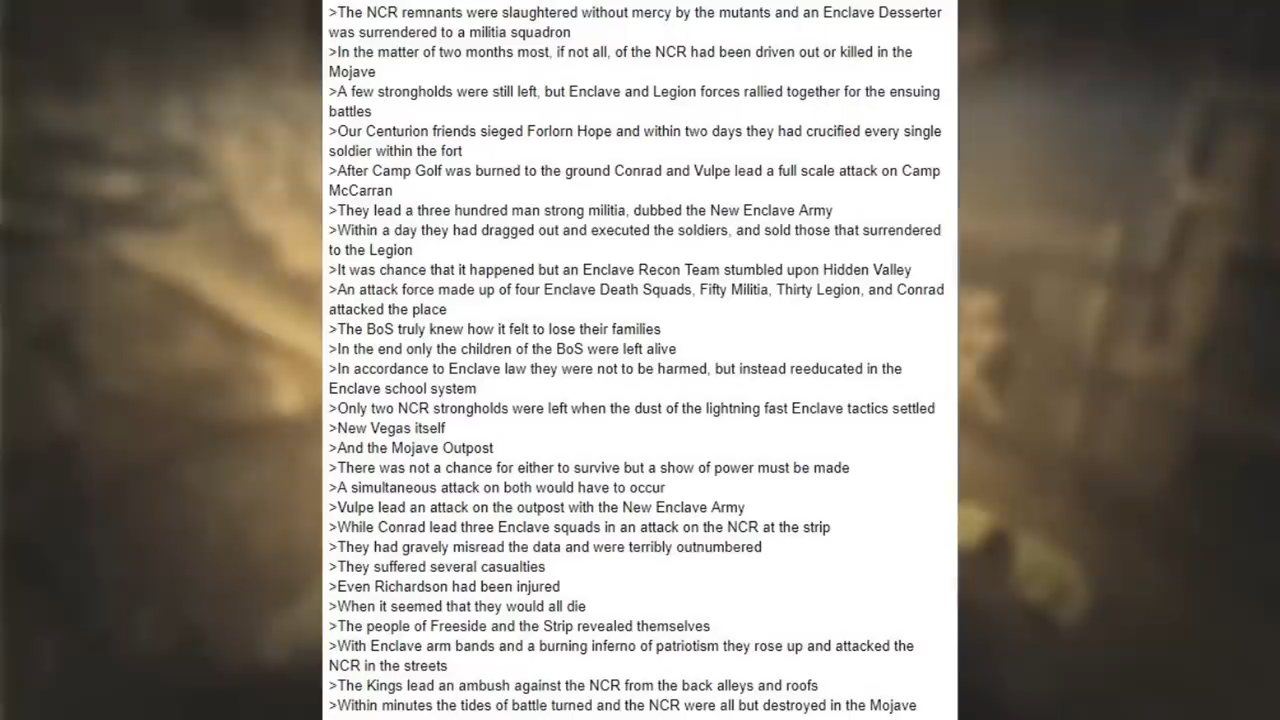 >The NCR remnants were slaughtered without mercy by the mutants and an Enclave Desserter
was surrendered to a militia squadron
>In the matter of two months most, if not all, of the NCR had been driven out or killed in the
Mojave
>A few strongholds were still left, but Enclave and Legion forces rallied together for the ensuing
battles
>Our Centurion friends sieged Forlorn Hope and within two days they had crucified every single
soldier within the fort
>After Camp Golf was burned to the ground Conrad and Vulpe lead a full scale attack on Camp
McCarran
>They lead a three hundred man strong militia, dubbed the New Enclave Army
>Within a day they had dragged out and executed the soldiers, and sold those that surrendered
to the Legion
>It was chance that it happened but an Enclave Recon Team stumbled upon Hidden Valley
>An attack force made up of four Enclave Death Squads, Fifty Militia, Thirty Legion, and Conrad
attacked the place
>The BoS truly knew how it felt to lose their families
>In the end only the children of the BoS were left alive
>In accordance to Enclave law they were not to be harmed, but instead reeducated in the
Enclave school system
>Only two NCR strongholds were left when the dust of the lightning fast Enclave tactics settled
>New Vegas itself
>And the Mojave Outpost
>There was not a chance for either to survive but a show of power must be made
>A simultaneous attack on both would have to occur
>Vulpe lead an attack on the outpost with the New Enclave Army
>While Conrad lead three Enclave squads in an attack on the NCR at the strip
>They had gravely misread the data and were terribly outnumbered
>They suffered several casualties
>Even Richardson had been injured
>When it seemed that they would all die
>The people of Freeside and the Strip revealed themselves
>With Enclave arm bands and a burning inferno of patriotism they rose up and attacked the
NCR in the streets
>The Kings lead an ambush against the NCR from the back alleys and roofs
>Within minutes the tides of battle turned and the NCR were all but destroyed in the Mojave